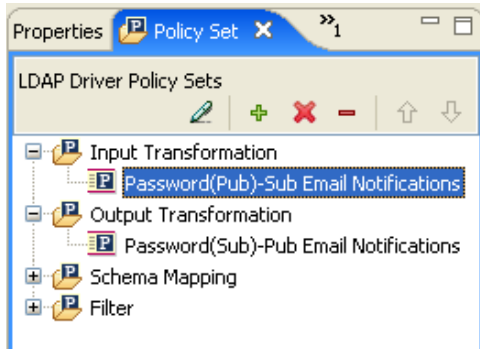 Properties Policy Set »1
LDAP Driver Policy Sets
Input Transformation
Password(Pub)-Sub Email Notifications
Output Transformation
Password(Sub)-Pub Email Notifications
Schema Mapping
Filter